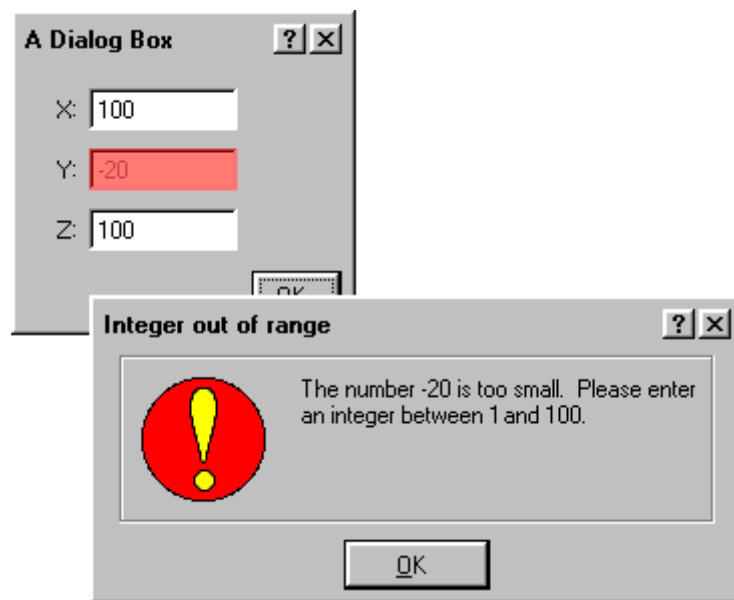 A Dialog Box ? ×
X: 100
Y: -20
Z: 100
OK
Integer out of range ? ×
The number -20 is too small. Please enter
an integer between 1 and 100.
OK